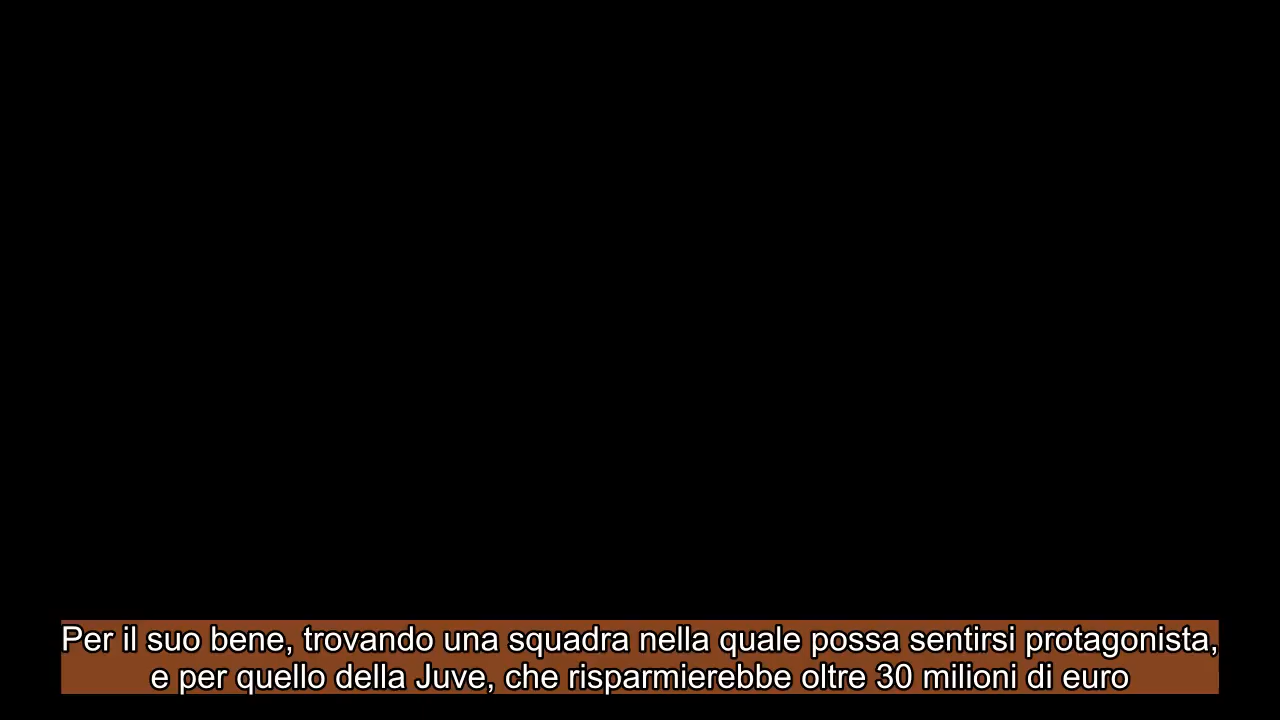 Per il suo bene, trovando una squadra nella quale possa sentirsi protagonista,
e per quello della Juve, che risparmierebbe oltre 30 milioni di euro